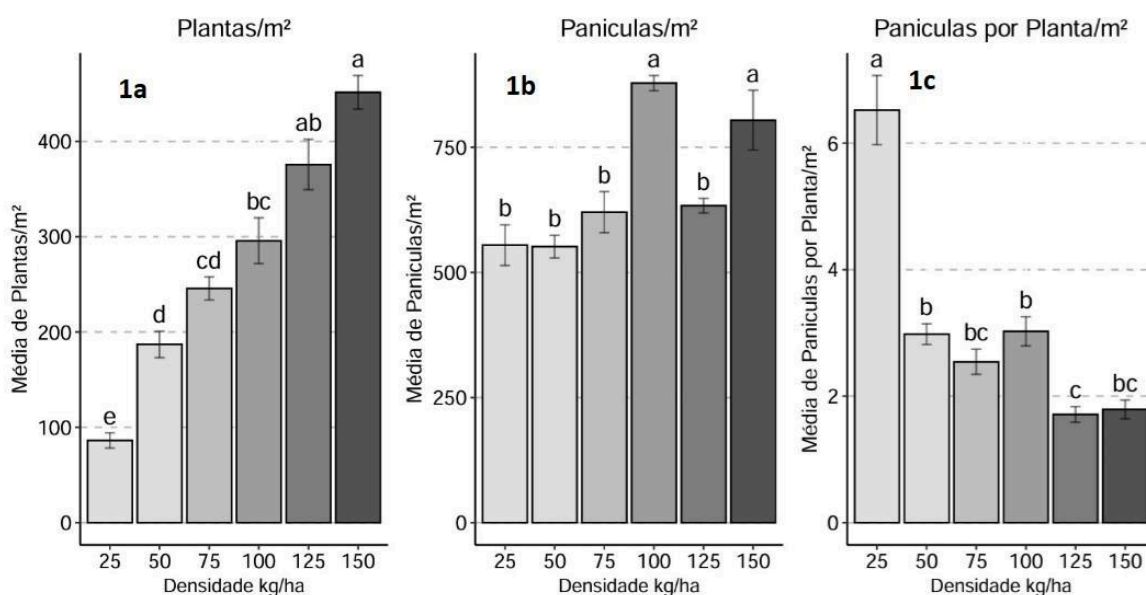 Plantas/m²
1a
Média de Plantas/m²
400
300
200
100
0
e
d
cd
bc
ab
a
25 50 75 100 125 150
Densidade kg/ha
Paniculas/m²
1b
Média de Paniculas/m²
750
500
250
0
b
b
b
a
b
a
25 50 75 100 125 150
Densidade kg/ha
Paniculas por Planta/m²
1c
Média de Paniculas por Planta/m²
6
4
2
0
a
b
bc
b
c
bc
25 50 75 100 125 150
Densidade kg/ha